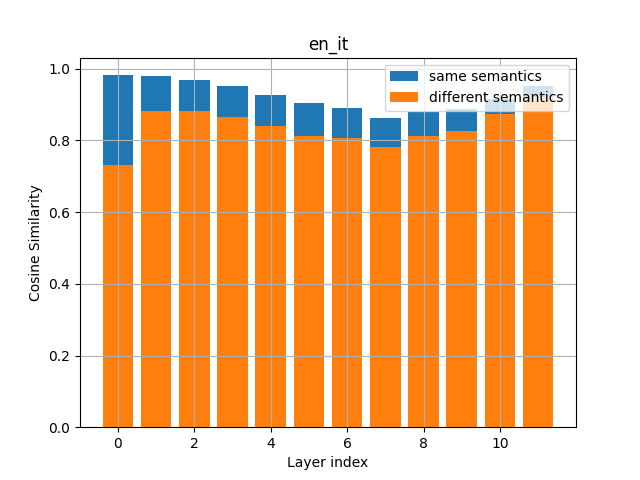 en_it
same semantics
different semantics
Cosine Similarity
1.0
0.8
0.6
0.4
0.2
0.0
0 2 4 6 8 10
Layer index